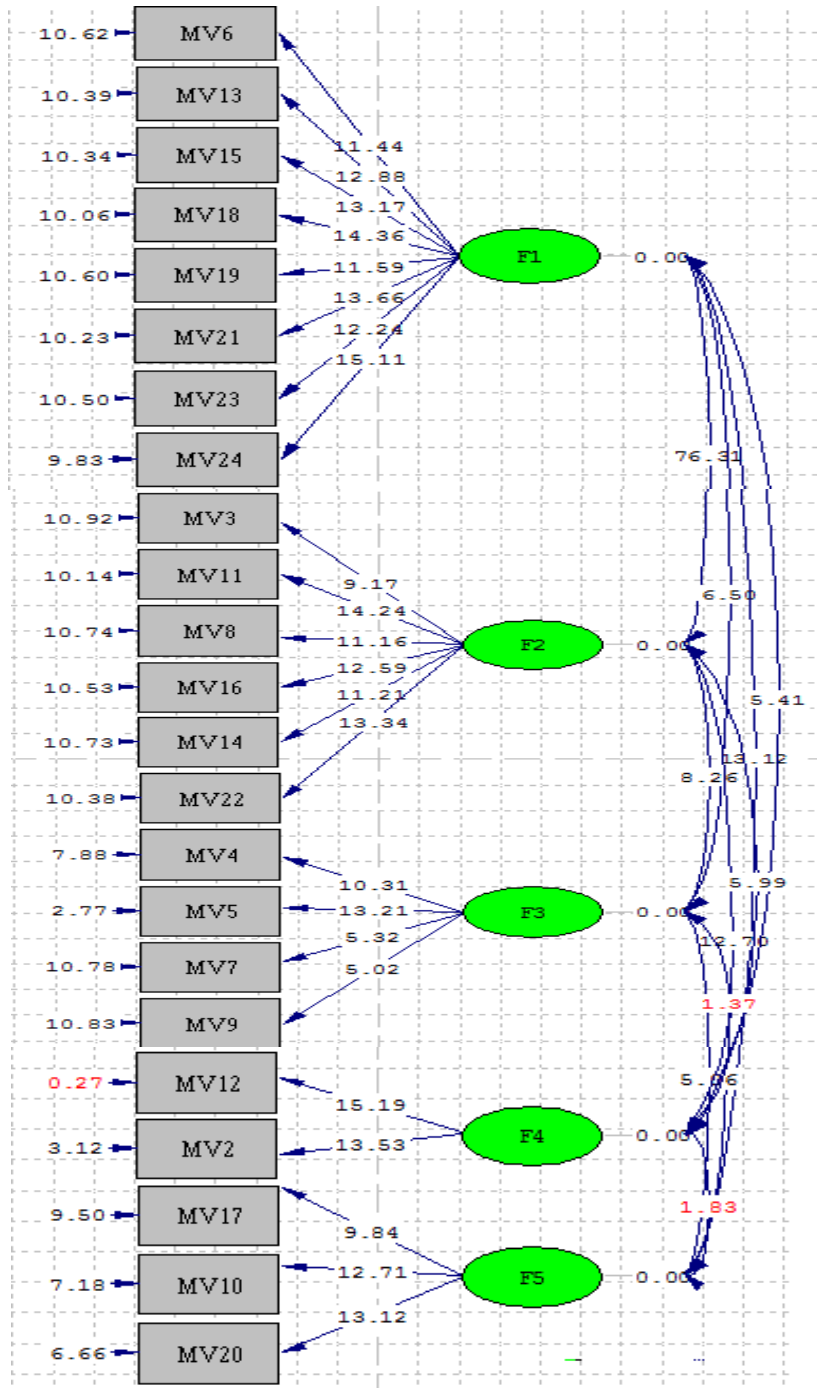 10.62 MV6
10.39 MV13
10.34 MV15
10.06 MV18
10.60 MV19
10.23 MV21
10.50 MV23
9.83 MV24
11.44
12.88
13.17
14.36
11.59
13.66
12.24
15.11
F1 0.00
10.92 MV3
10.14 MV11
10.74 MV8
10.53 MV16
10.73 MV14
10.38 MV22
9.17
14.24
11.16
12.59
11.21
13.34
F2 0.00
7.88 MV4
2.77 MV5
10.78 MV7
10.83 MV9
10.31
13.21
5.32
5.02
F3 0.00
0.27 MV12
3.12 MV2
15.19
13.53
F4 0.00
9.50 MV17
7.18 MV10
6.66 MV20
9.84
12.71
13.12
F5 0.00
76.31
6.50
5.41
13.12
8.26
5.99
12.70
1.37
5.06
1.83